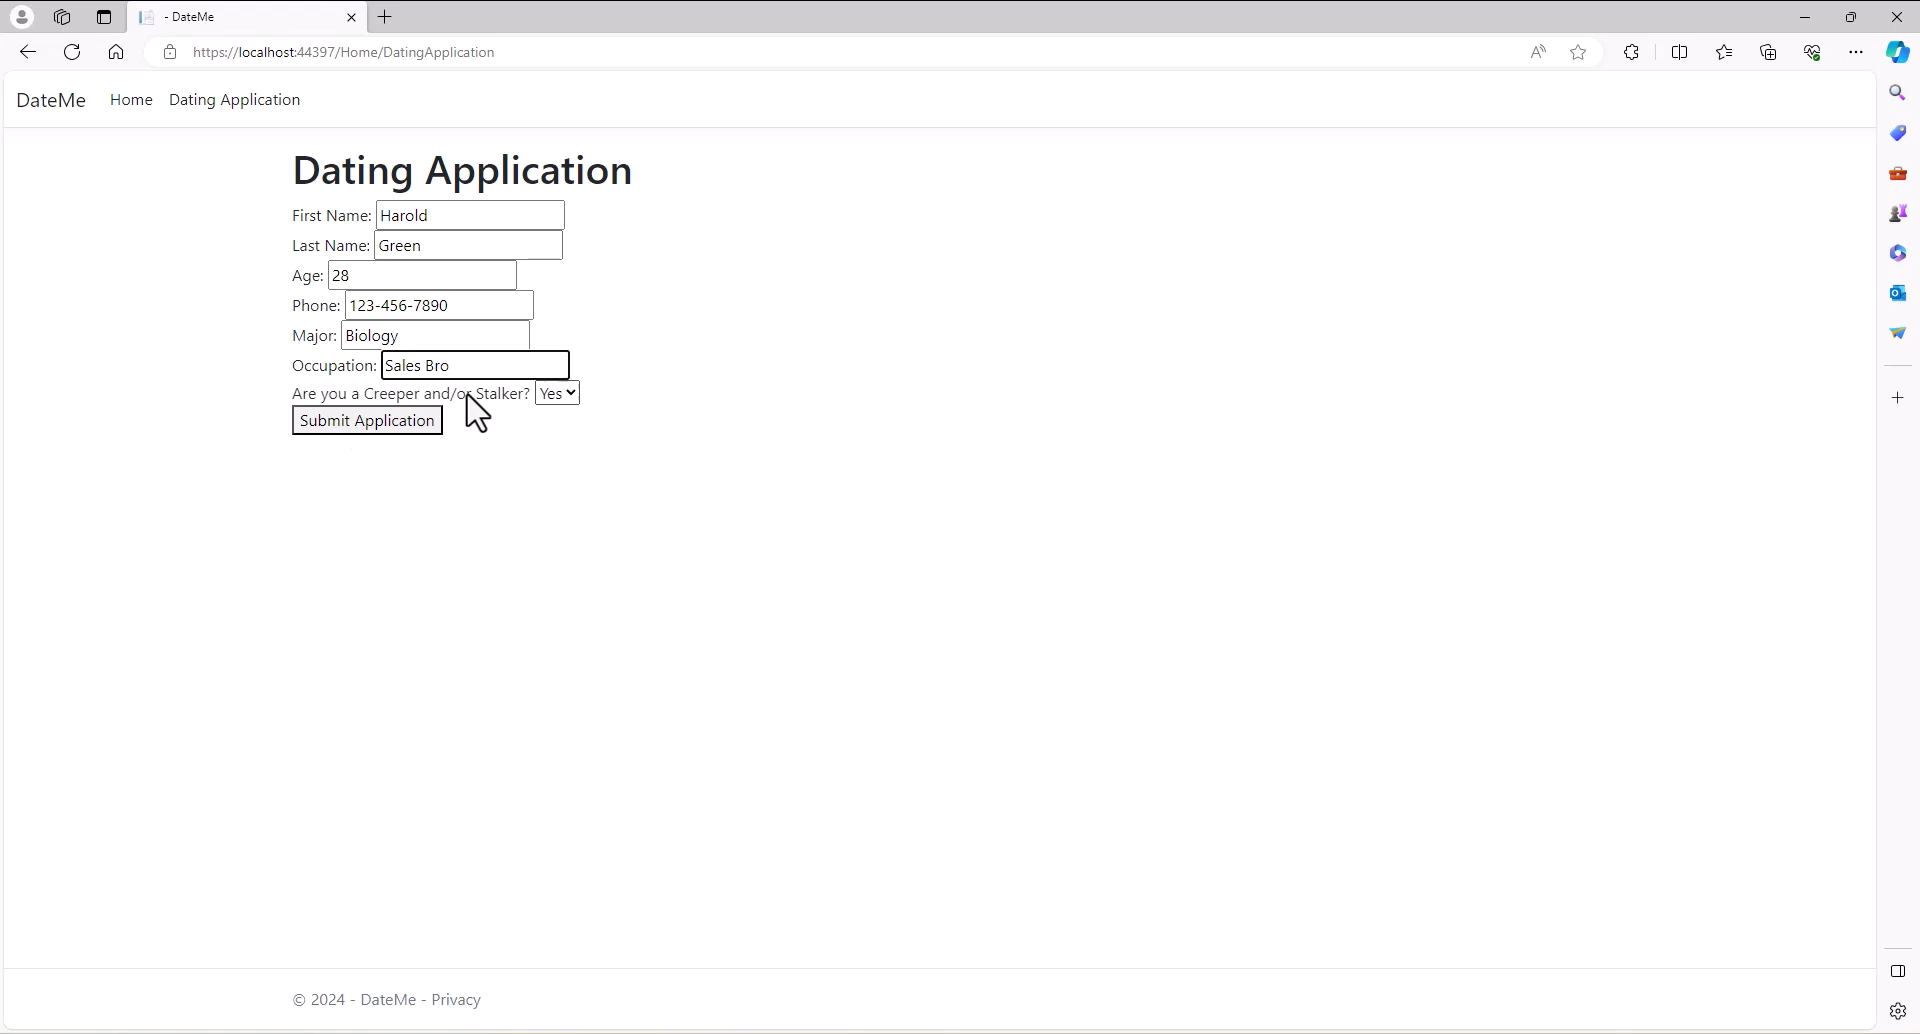 - DateMe
https://localhost:44397/Home/DatingApplication
DateMe Home Dating Application
Dating Application
First Name: Harold
Last Name: Green
Age: 28
Phone: 123-456-7890
Major: Biology
Occupation: Sales Bro
Are you a Creeper and/or Stalker? Yes
Submit Application
© 2024 - DateMe - Privacy